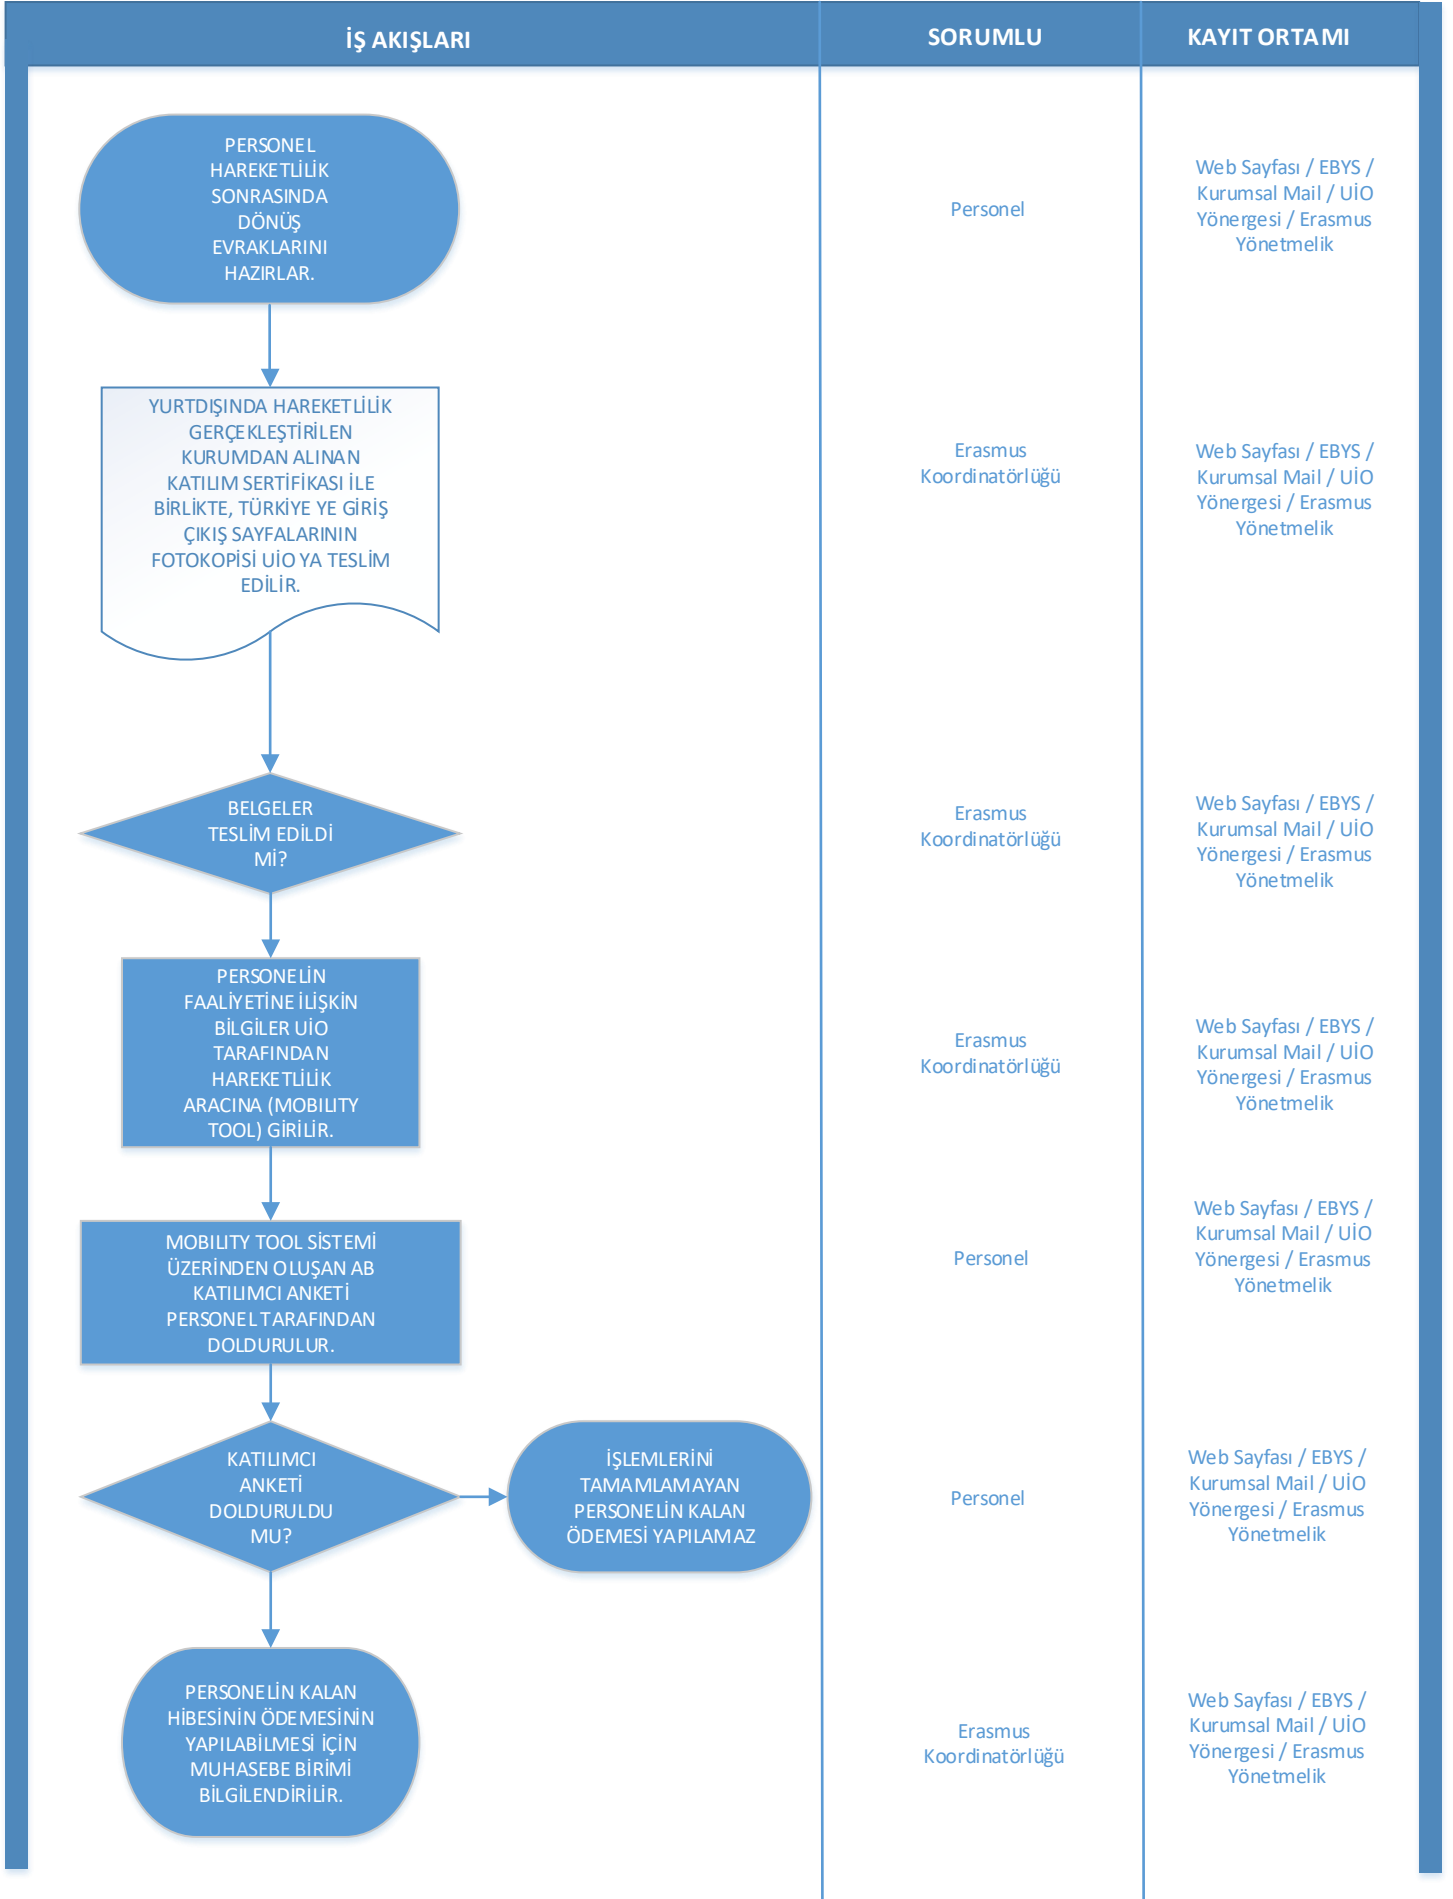 İŞ AKIŞLARI
SORUMLU
KAYIT ORTAMI
PERSONEL
HAREKETLİLİK
SONRASINDA
DÖNÜŞ
EVRAKLARINI
HAZIRLAR.
Personel
Web Sayfası / EBYS /
Kurumsal Mail / UİO
Yönergesi / Erasmus
Yönetmelik
YURTDIŞINDA HAREKETLİLİK
GERÇEKLEŞTİRİLEN
KURUMDAN ALINAN
KATILIM SERTİFİKASI İLE
BİRLİKTE, TÜRKİYE YE GİRİŞ
ÇIKIŞ SAYFALARININ
FOTOKOPİSİ UİO YA TESLİM
EDİLİR.
Erasmus
Koordinatörlüğü
Web Sayfası / EBYS /
Kurumsal Mail / UİO
Yönergesi / Erasmus
Yönetmelik
BELGELER
TESLİM EDİLDİ
Mİ?
Erasmus
Koordinatörlüğü
Web Sayfası / EBYS /
Kurumsal Mail / UİO
Yönergesi / Erasmus
Yönetmelik
PERSONELİN
FAALİYETİNE İLİŞKİN
BİLGİLER UİO
TARAFINDAN
HAREKETLİLİK
ARACINA (MOBILITY
TOOL) GİRİLİR.
Erasmus
Koordinatörlüğü
Web Sayfası / EBYS /
Kurumsal Mail / UİO
Yönergesi / Erasmus
Yönetmelik
MOBILITY TOOL SİSTEMİ
ÜZERİNDEN OLUŞAN AB
KATILIMCI ANKETİ
PERSONEL TARAFINDAN
DOLDURULUR.
Personel
Web Sayfası / EBYS /
Kurumsal Mail / UİO
Yönergesi / Erasmus
Yönetmelik
KATILIMCI
ANKETİ
DOLDURULDU
MU?
İŞLEMLERİNİ
TAMAMLAMAYAN
PERSONELİN KALAN
ÖDEMESİ YAPILAMAZ
Personel
Web Sayfası / EBYS /
Kurumsal Mail / UİO
Yönergesi / Erasmus
Yönetmelik
PERSONELİN KALAN
HİBESİNİN ÖDEMESİNİN
YAPILABİLMESİ İÇİN
MUHASEBE BİRİMİ
BİLGİLENDİRİLİR.
Erasmus
Koordinatörlüğü
Web Sayfası / EBYS /
Kurumsal Mail / UİO
Yönergesi / Erasmus
Yönetmelik